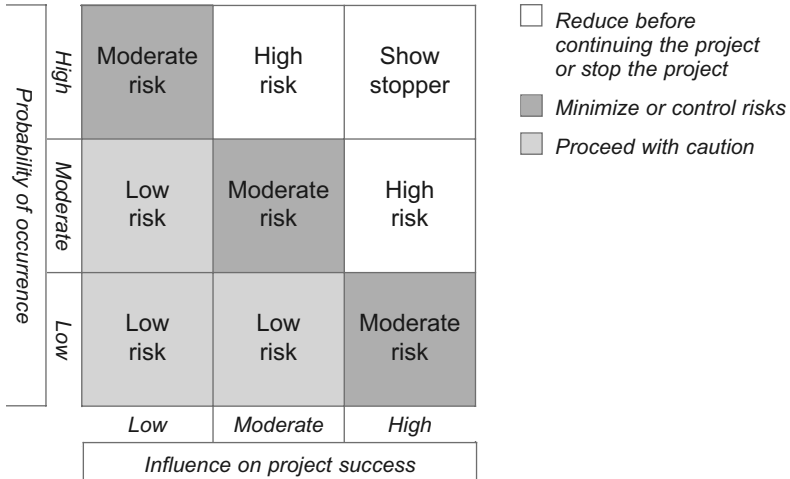 Probability of occurrence
High
Moderate
risk
High
risk
Show
stopper
Moderate
Low
risk
Moderate
risk
High
risk
Low
Low
risk
Low
risk
Moderate
risk
Low
Moderate
High
Influence on project success
Reduce before
continuing the project
or stop the project
Minimize or control risks
Proceed with caution